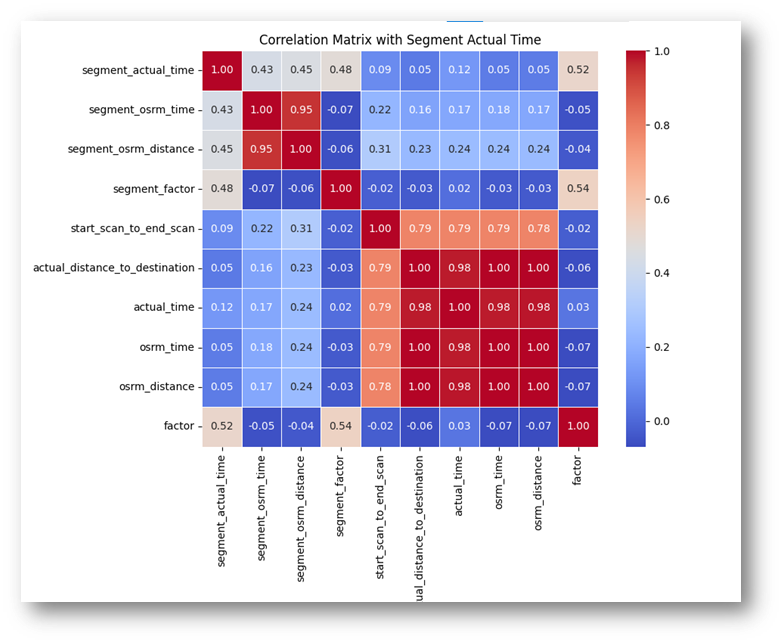 Correlation Matrix with Segment Actual Time
segment_actual_time 1.00 0.43 0.45 0.48 0.09 0.05 0.12 0.05 0.05 0.52
segment_osrm_time 0.43 1.00 0.95 -0.07 0.22 0.16 0.17 0.18 0.17 -0.05
segment_osrm_distance 0.45 0.95 1.00 -0.06 0.31 0.23 0.24 0.24 0.24 -0.04
segment_factor 0.48 -0.07 -0.06 1.00 -0.02 -0.03 0.02 -0.03 -0.03 0.54
start_scan_to_end_scan 0.09 0.22 0.31 -0.02 1.00 0.79 0.79 0.79 0.78 -0.02
actual_distance_to_destination 0.05 0.16 0.23 -0.03 0.79 1.00 0.98 1.00 1.00 -0.06
actual_time 0.12 0.17 0.24 0.02 0.79 0.98 1.00 0.98 0.98 0.03
osrm_time 0.05 0.18 0.24 -0.03 0.79 1.00 0.98 1.00 1.00 -0.07
osrm_distance 0.05 0.17 0.24 -0.03 0.78 1.00 0.98 1.00 1.00 -0.07
factor 0.52 -0.05 -0.04 0.54 -0.02 -0.06 0.03 -0.07 -0.07 1.00
segment_actual_time
segment_osrm_time
segment_osrm_distance
segment_factor
start_scan_to_end_scan
ual_distance_to_destination
actual_time
osrm_time
osrm_distance
factor
1.0
0.8
0.6
0.4
0.2
0.0